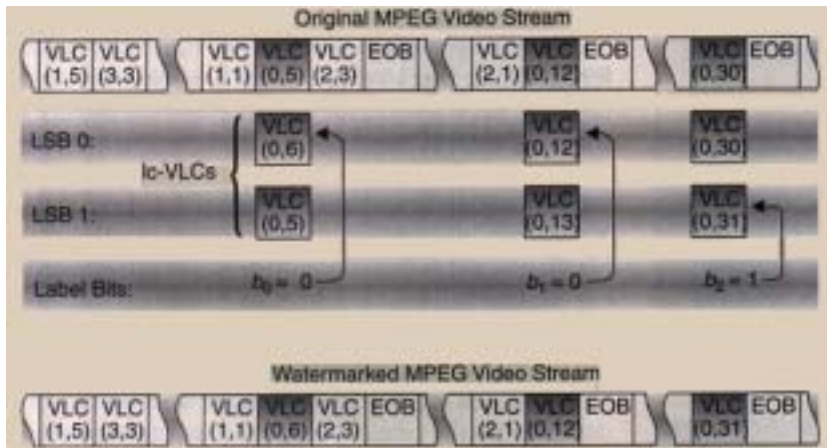 Original MPEG Video Stream
VLC VLC VLC VLC VLC EOB VLC VLC EOB VLC EOB
(1,5) (3,3) (1,1) (0,5) (2,3) (2,1) (0,12) (0,30)
LSB 0: VLC VLC VLC
(0,6) (0,12) (0,30)
lc-VLCs
LSB 1: VLC VLC VLC
(0,5) (0,13) (0,31)
Label Bits: b0 = 0 b1 = 0 b2 = 1
Watermarked MPEG Video Stream
VLC VLC VLC VLC VLC EOB VLC VLC EOB VLC EOB
(1,5) (3,3) (1,1) (0,6) (2,3) (2,1) (0,12) (0,31)